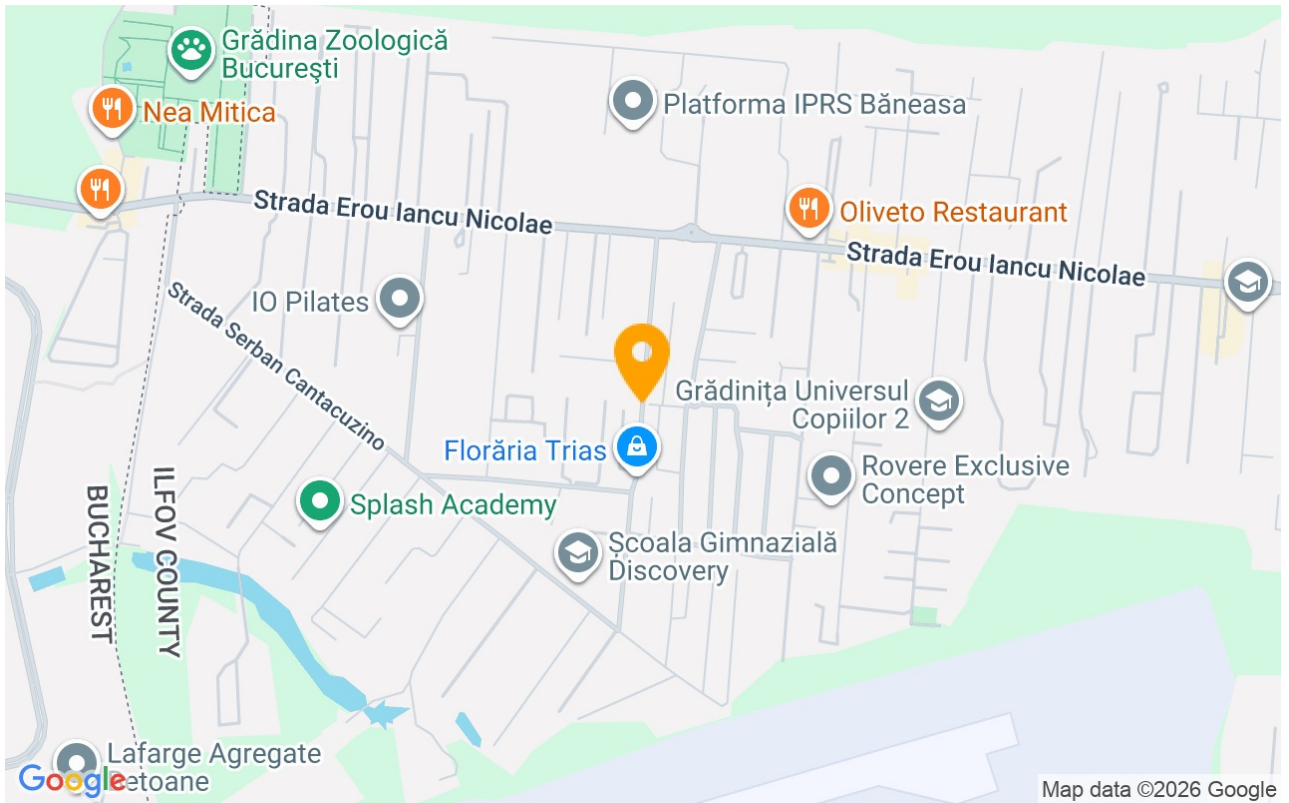 Grădina Zoologică
București
Nea Mitica
Platforma IPRS Băneasa
Strada Erou Iancu Nicolae
Oliveto Restaurant
Strada Erou Iancu Nicolae
IO Pilates
Strada Serban Cantacuzino
Grădinița Universul
Copiilor 2
Florăria Trias
Rovere Exclusive
Concept
Splash Academy
Școala Gimnazială
Discovery
ILFOV COUNTY
BUCHAREST
Lafarge Agregate
Betoane
Google
Map data ©2026 Google